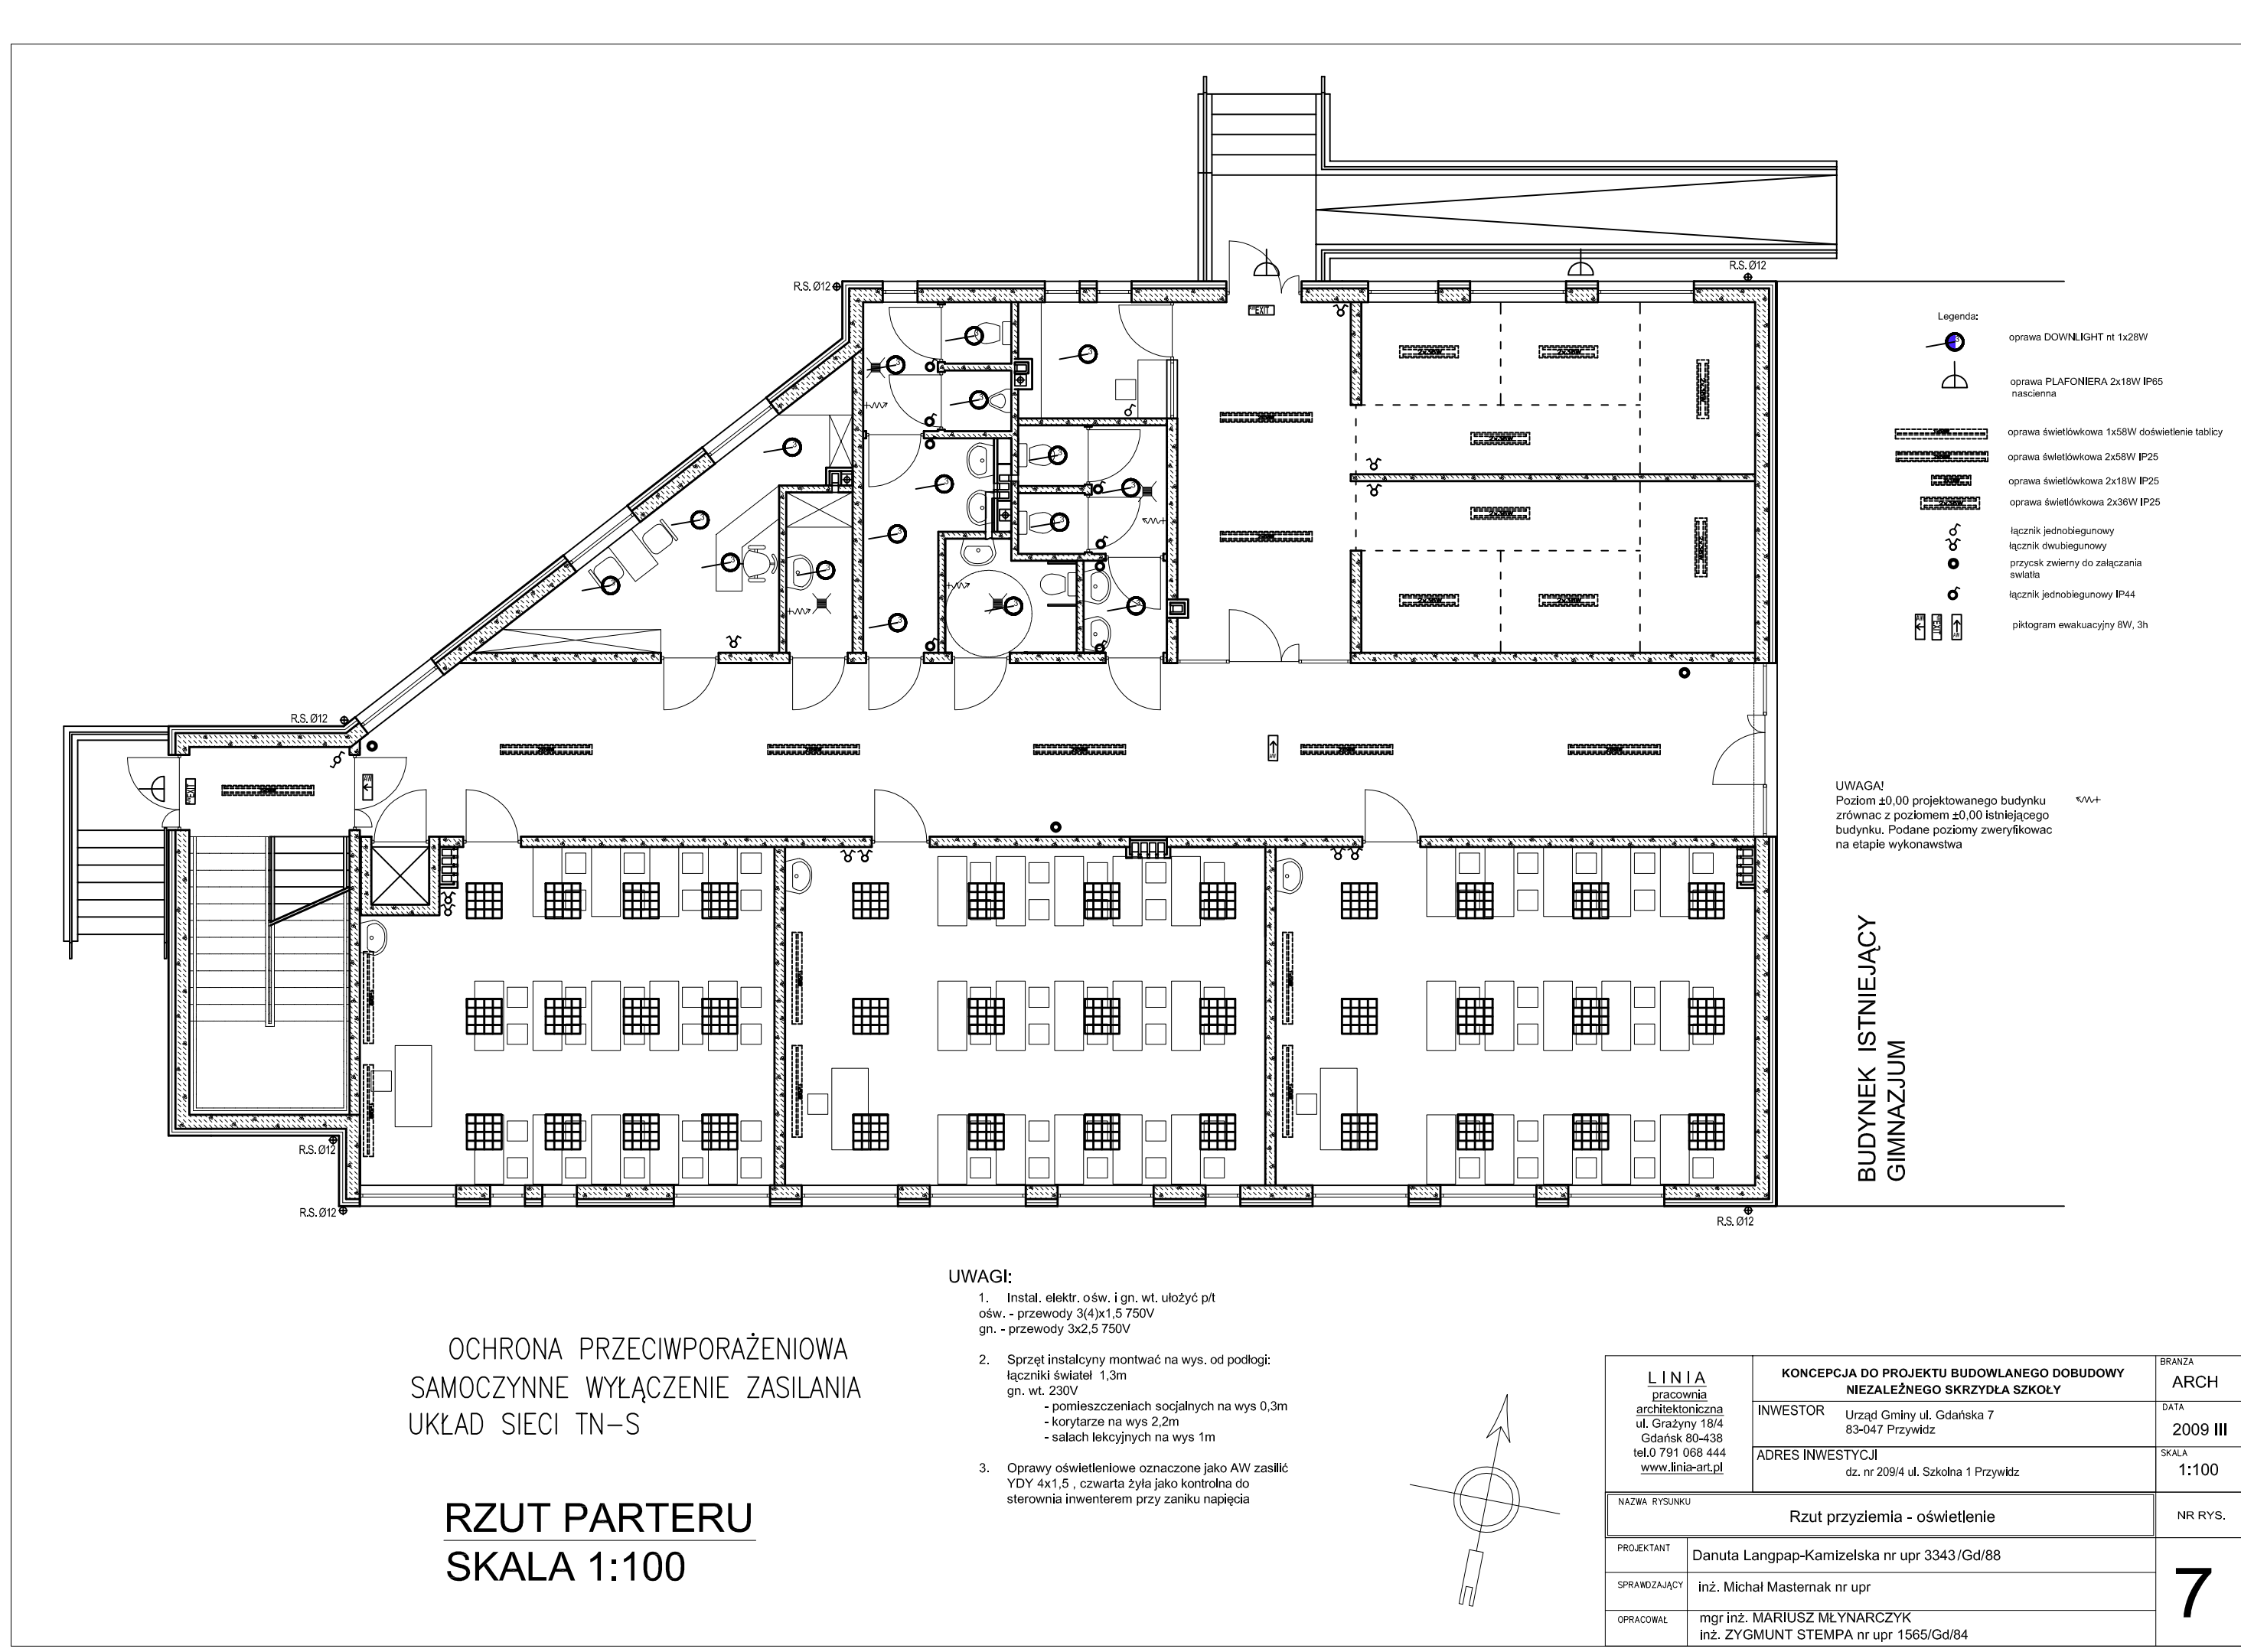 R.S. Ø12
R.S. Ø12
R.S. Ø12
R.S. Ø12
R.S. Ø12
R.S. Ø12
EXIT
EXIT
AW
AW
Legenda:
oprawa DOWNLIGHT nt 1x28W
oprawa PLAFONIERA 2x18W IP65
nascienna
oprawa świetlówkowa 1x58W doświetlenie tablicy
oprawa śwletlówkowa 2x58W IP25
oprawa świetlówkowa 2x18W IP25
oprawa świetlówkowa 2x36W IP25
łącznik jednobiegunowy
łącznik dwubiegunowy
przycsk zwierny do załączania
swlatła
łącznik jednobiegunowy IP44
AW EXIT AW
piktogram ewakuacyjny 8W, 3h
UWAGA!
Poziom ±0,00 projektowanego budynku
zrównac z poziomem ±0,00 istniejącego
budynku. Podane poziomy zweryfikowac
na etapie wykonawstwa
BUDYNEK ISTNIEJĄCY
GIMNAZJUM
UWAGI:
1. Instal. elektr. ośw. i gn. wt. ułożyć p/t
ośw. - przewody 3(4)x1,5 750V
gn. - przewody 3x2,5 750V
2. Sprzęt instalcyny montwać na wys. od podłogi:
łączniki świateł 1,3m
gn. wt. 230V
- pomieszczeniach socjalnych na wys 0,3m
- korytarze na wys 2,2m
- salach lekcyjnych na wys 1m
3. Oprawy oświetleniowe oznaczone jako AW zasilić
YDY 4x1,5 , czwarta żyła jako kontrolna do
sterownia inwenterem przy zaniku napięcia
OCHRONA PRZECIWPORAŻENIOWA
SAMOCZYNNE WYŁĄCZENIE ZASILANIA
UKŁAD SIECI TN-S
RZUT PARTERU
SKALA 1:100
LINIA
pracownia
architektoniczna
ul. Grażyny 18/4
Gdańsk 80-438
tel.0 791 068 444
www.linia-art.pl
KONCEPCJA DO PROJEKTU BUDOWLANEGO DOBUDOWY
NIEZALEŻNEGO SKRZYDŁA SZKOŁY
INWESTOR
Urząd Gminy ul. Gdańska 7
83-047 Przywidz
ADRES INWESTYCJI
dz. nr 209/4 ul. Szkolna 1 Przywidz
BRANZA
ARCH
DATA
2009 III
SKALA
1:100
NAZWA RYSUNKU
Rzut przyziemia - oświetlenie
NR RYS.
7
PROJEKTANT
Danuta Langpap-Kamizelska nr upr 3343/Gd/88
SPRAWDZAJĄCY
inż. Michał Masternak nr upr
OPRACOWAŁ
mgr inż. MARIUSZ MŁYNARCZYK
inż. ZYGMUNT STEMPA nr upr 1565/Gd/84